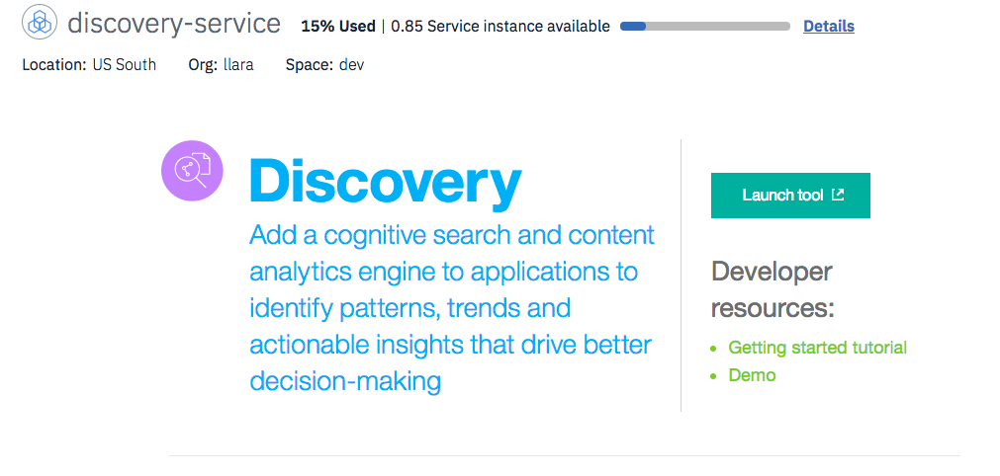 discovery-service 15% Used | 0.85 Service instance available Details
Location: US South Org: llara Space: dev
Discovery
Add a cognitive search and content
analytics engine to applications to
identify patterns, trends and
actionable insights that drive better
decision-making
Launch tool
Developer
resources:
Getting started tutorial
Demo